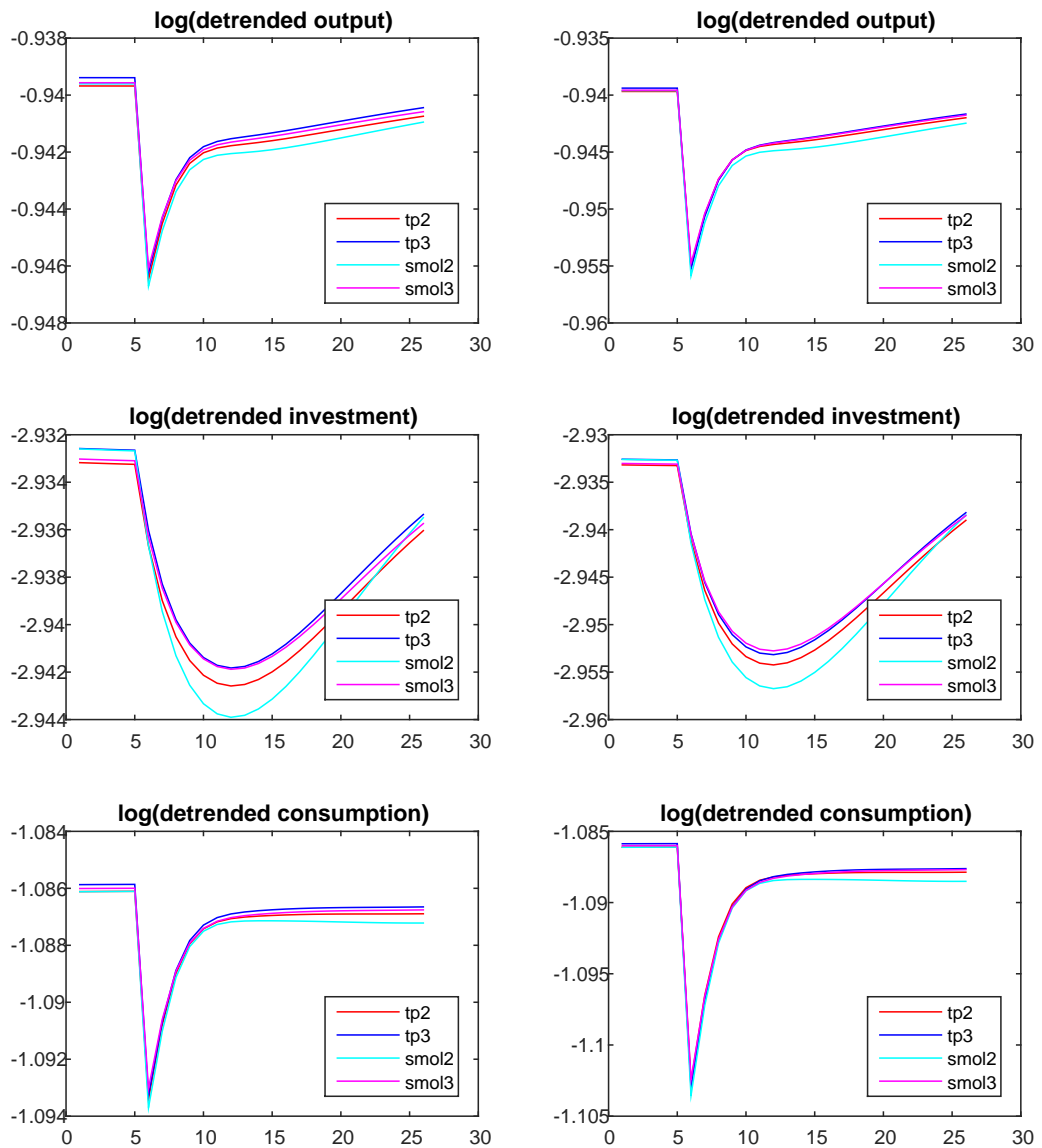 log(detrended output)
-0.938
-0.94
-0.942
-0.944
-0.946
-0.948
0 5 10 15 20 25 30
tp2
tp3
smol2
smol3
log(detrended output)
-0.935
-0.94
-0.945
-0.95
-0.955
-0.96
0 5 10 15 20 25 30
tp2
tp3
smol2
smol3
log(detrended investment)
-2.932
-2.934
-2.936
-2.938
-2.94
-2.942
-2.944
0 5 10 15 20 25 30
tp2
tp3
smol2
smol3
log(detrended investment)
-2.93
-2.935
-2.94
-2.945
-2.95
-2.955
-2.96
0 5 10 15 20 25 30
tp2
tp3
smol2
smol3
log(detrended consumption)
-1.084
-1.086
-1.088
-1.09
-1.092
-1.094
0 5 10 15 20 25 30
tp2
tp3
smol2
smol3
log(detrended consumption)
-1.085
-1.09
-1.095
-1.1
-1.105
0 5 10 15 20 25 30
tp2
tp3
smol2
smol3